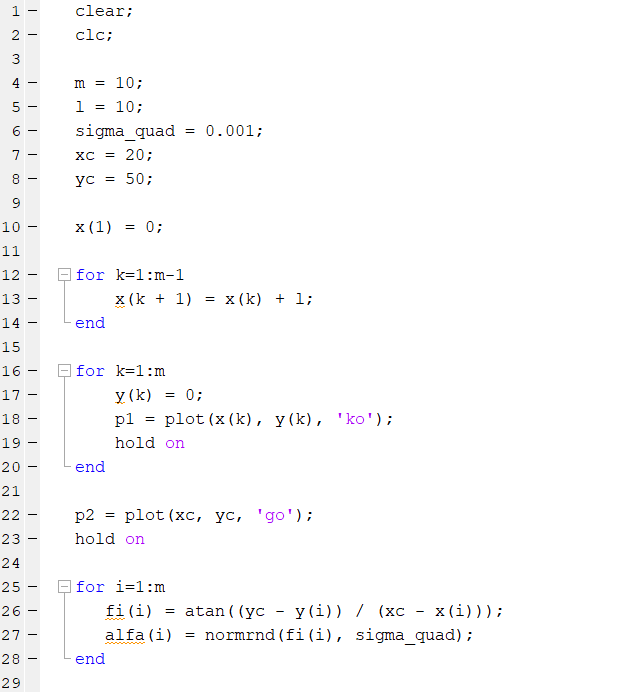 1 - clear;
2 - clc;
3
4 - m = 10;
5 - l = 10;
6 - sigma_quad = 0.001;
7 - xc = 20;
8 - yc = 50;
9
10 - x(1) = 0;
11
12 - for k=1:m-1
13 - x(k + 1) = x(k) + l;
14 - end
15
16 - for k=1:m
17 - y(k) = 0;
18 - p1 = plot(x(k), y(k), 'ko');
19 - hold on
20 - end
21
22 - p2 = plot(xc, yc, 'go');
23 - hold on
24
25 - for i=1:m
26 - fi(i) = atan((yc - y(i)) / (xc - x(i)));
27 - alfa(i) = normrnd(fi(i), sigma_quad);
28 - end
29